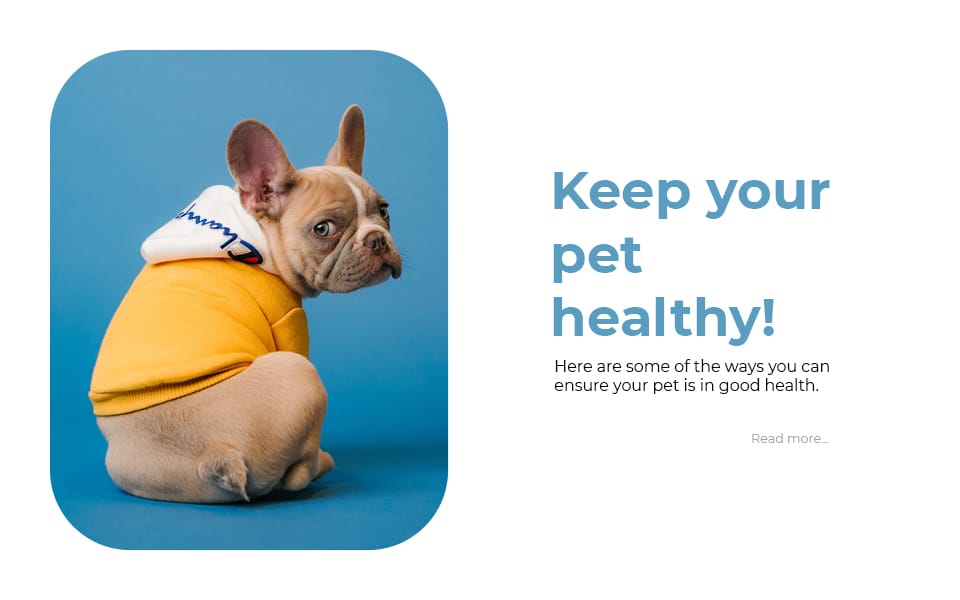 Champion
Keep your
pet
healthy!
Here are some of the ways you can
ensure your pet is in good health.
Read more...